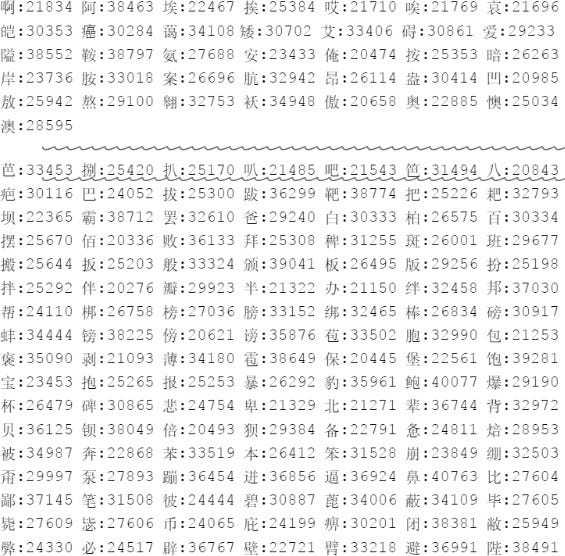 啊:21834 阿:38463 埃:22467 挨:25384 哎:21710 唉:21769 哀:21696
皑:30353 癌:30284 蔼:34108 矮:30702 艾:33406 碍:30861 爱:29233
隘:38552 鞍:38797 氨:27688 安:23433 俺:20474 按:25353 暗:26263
岸:23736 胺:33018 案:26696 肮:32942 昂:26114 盎:30414 凹:20985
敖:25942 熬:29100 翱:32753 袄:34948 傲:20658 奥:22885 懊:25034
澳:28595
芭:33453 捌:25420 扒:25170 叭:21485 吧:21543 笆:31494 八:20843
疤:30116 巴:24052 拔:25300 跋:36299 靶:38774 把:25226 耙:32793
坝:22365 霸:38712 罢:32610 爸:29240 白:30333 柏:26575 百:30334
摆:25670 佰:20336 败:36133 拜:25308 稗:31255 斑:26001 班:29677
搬:25644 扳:25203 般:33324 颁:39041 板:26495 版:29256 扮:25198
拌:25292 伴:20276 瓣:29923 半:21322 办:21150 绊:32458 邦:37030
帮:24110 梆:26758 榜:27036 膀:33152 绑:32465 棒:26834 磅:30917
蚌:34444 镑:38225 傍:20621 谤:35876 苞:33502 胞:32990 包:21253
褒:35090 剥:21093 薄:34180 雹:38649 保:20445 堡:22561 饱:39281
宝:23453 抱:25265 报:25253 暴:26292 豹:35961 鲍:40077 爆:29190
杯:26479 碑:30865 悲:24754 卑:21329 北:21271 辈:36744 背:32972
贝:36125 钡:38049 倍:20493 狈:29384 备:22791 惫:24811 焙:28953
被:34987 奔:22868 苯:33519 本:26412 笨:31528 崩:23849 绷:32503
甭:29997 泵:27893 蹦:36454 迸:36856 逼:36924 鼻:40763 比:27604
鄙:37145 笔:31508 彼:24444 碧:30887 蓖:34006 蔽:34109 毕:27605
毙:27609 毖:27606 币:24065 庇:24199 痹:30201 闭:38381 敝:25949
弊:24330 必:24517 辟:36767 壁:22721 臂:33218 避:36991 陛:38491